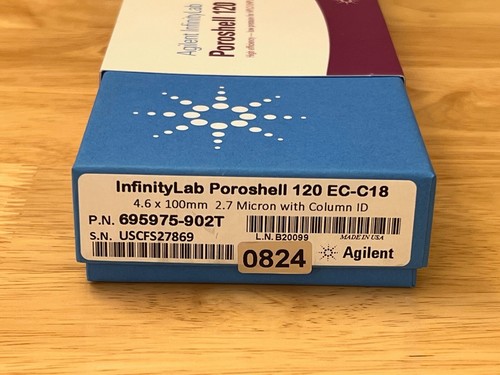 Agilent InfinityLab
Poroshell 120
InfinityLab Poroshell 120 EC-C18
4.6 x 100mm 2.7 Micron with Column ID
P.N. 695975-902T
S.N. USCFS27869
L.N. B20099
MADE IN USA
0824
Agilent